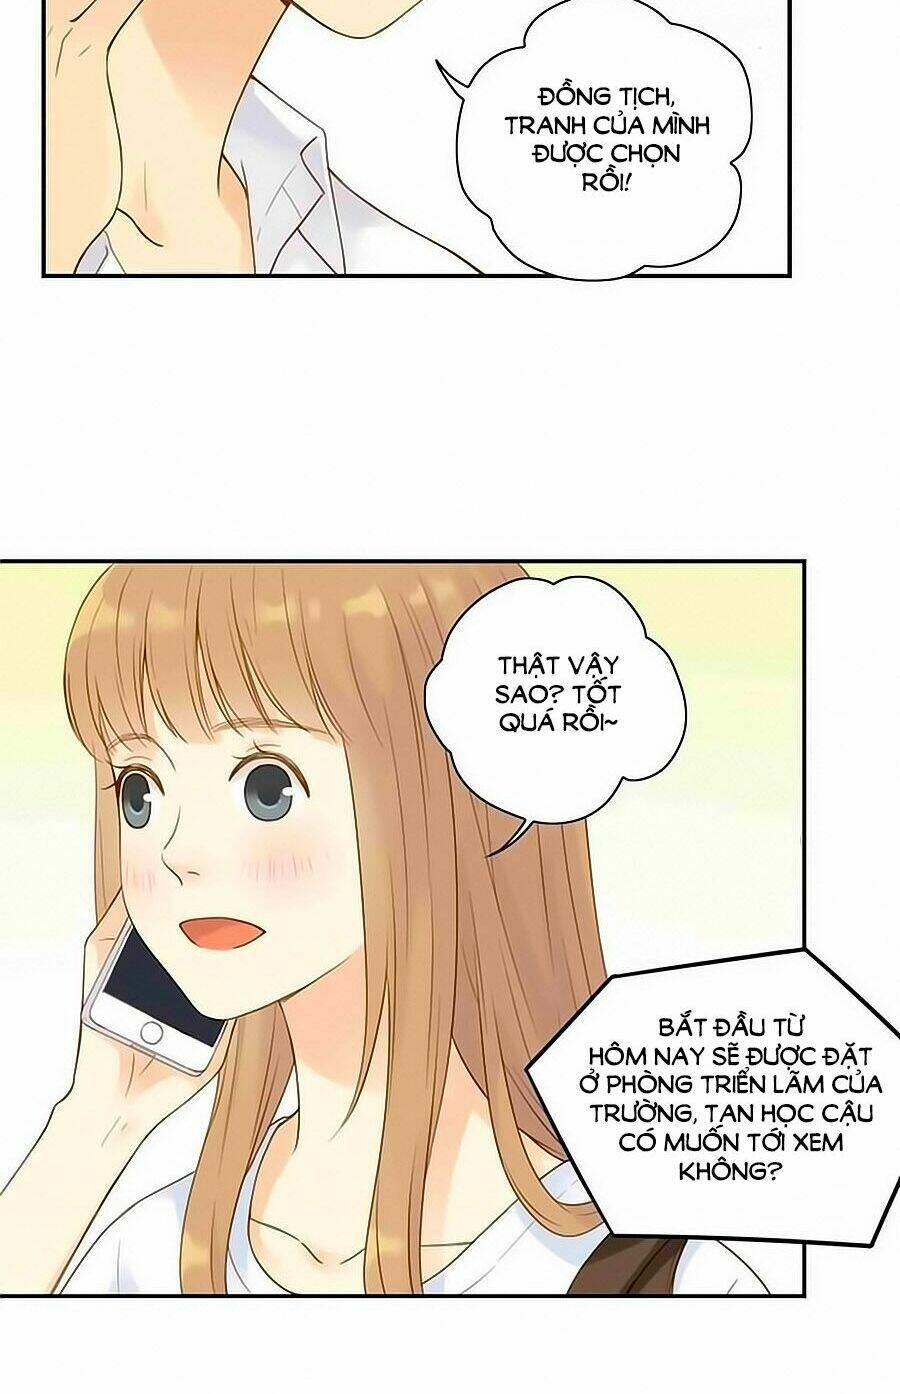 ĐỒNG TỊCH,
TRANH CỦA MÌNH
ĐƯỢC CHỌN
RỒI!
THẬT VẬY
SAO? TỐT
QUÁ RỒI~
BẮT ĐẦU TỪ
HÔM NAY SẼ ĐƯỢC ĐẶT
Ở PHÒNG TRIỂN LÃM CỦA
TRƯỜNG, TAN HỌC CẬU
CÓ MUỐN TỚI XEM
KHÔNG?